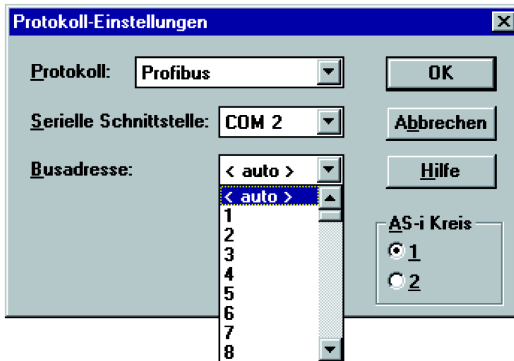 Protokoll-Einstellungen
Protokoll: Profibus
OK
Serielle Schnittstelle: COM 2
Abbrechen
Busadresse: < auto >
Hilfe
< auto >
1
2
3
4
5
6
7
8
AS-i Kreis
1
2